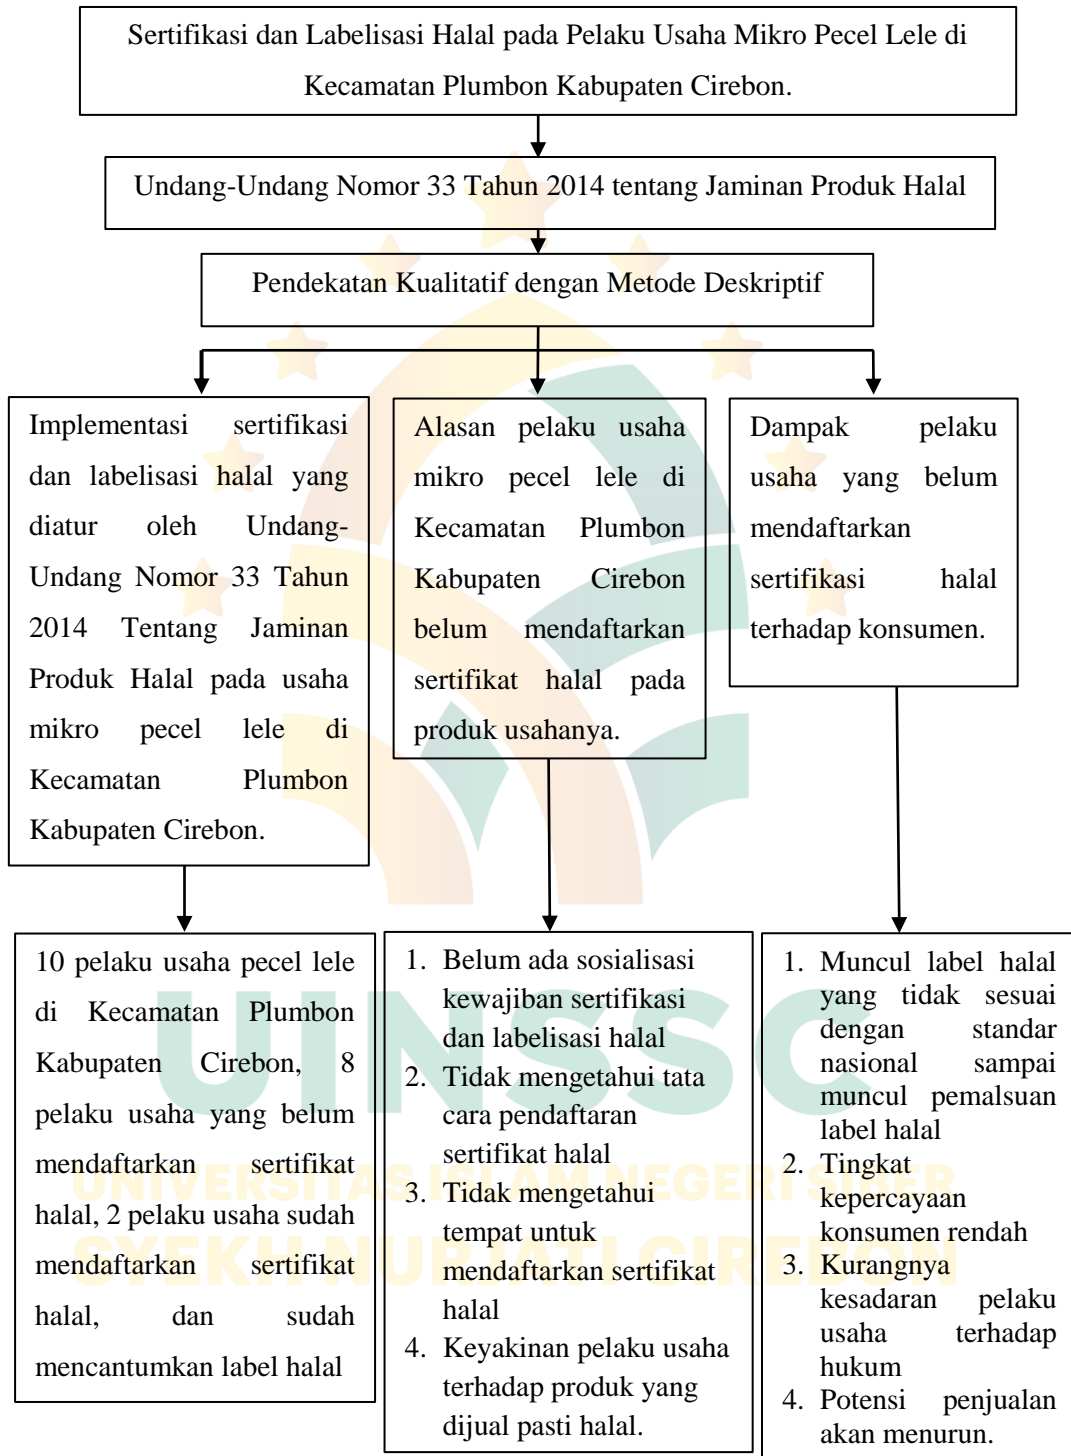 Sertifikasi dan Labelisasi Halal pada Pelaku Usaha Mikro Pecel Lele di
Kecamatan Plumbon Kabupaten Cirebon.
Undang-Undang Nomor 33 Tahun 2014 tentang Jaminan Produk Halal
Pendekatan Kualitatif dengan Metode Deskriptif
Implementasi sertifikasi
dan labelisasi halal yang
diatur oleh Undang-
Undang Nomor 33 Tahun
2014 Tentang Jaminan
Produk Halal pada usaha
mikro pecel lele di
Kecamatan Plumbon
Kabupaten Cirebon.
Alasan pelaku usaha
mikro pecel lele di
Kecamatan Plumbon
Kabupaten Cirebon
belum mendaftarkan
sertifikat halal pada
produk usahanya.
Dampak pelaku
usaha yang belum
mendaftarkan
sertifikasi halal
terhadap konsumen.
10 pelaku usaha pecel lele
di Kecamatan Plumbon
Kabupaten Cirebon, 8
pelaku usaha yang belum
mendaftarkan sertifikat
halal, 2 pelaku usaha sudah
mendaftarkan sertifikat
halal, dan sudah
mencantumkan label halal
1. Belum ada sosialisasi
kewajiban sertifikasi
dan labelisasi halal
2. Tidak mengetahui tata
cara pendaftaran
sertifikat halal
3. Tidak mengetahui
tempat untuk
mendaftarkan sertifikat
halal
4. Keyakinan pelaku usaha
terhadap produk yang
dijual pasti halal.
1. Muncul label halal
yang tidak sesuai
dengan standar
nasional sampai
muncul pemalsuan
label halal
2. Tingkat
kepercayaan
konsumen rendah
3. Kurangnya
kesadaran pelaku
usaha terhadap
hukum
4. Potensi penjualan
akan menurun.
UINSSC
UNIVERSITAS ISLAM NEGERI SIBER
SYEKH NURJATI CIREBON